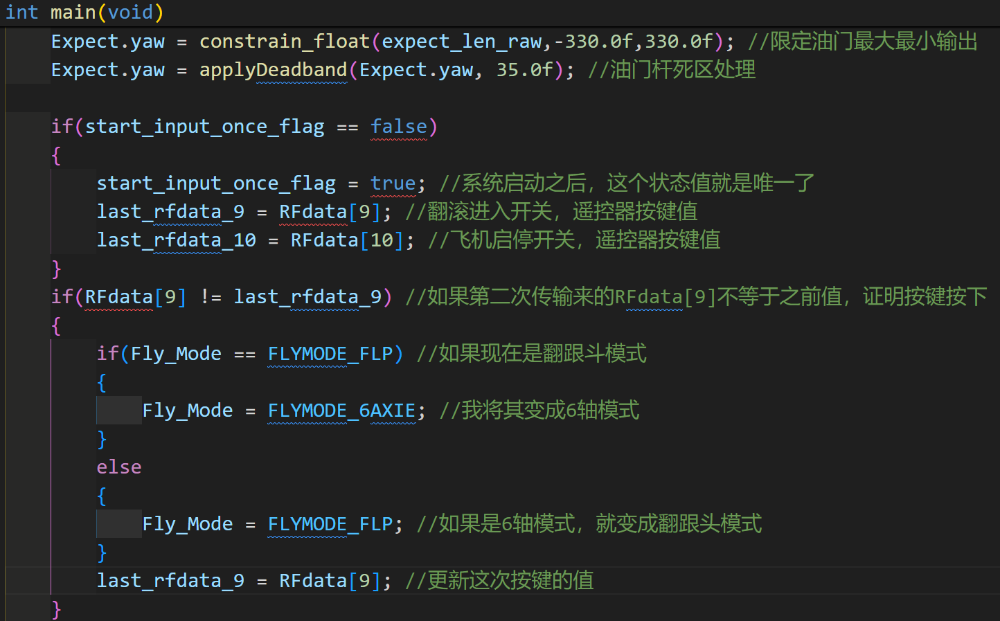 int main(void)
Expect.yaw = constrain_float(expect_len_raw,-330.0f,330.0f); //限定油门最大最小输出
Expect.yaw = applyDeadband(Expect.yaw, 35.0f); //油门杆死区处理
if(start_input_once_flag == false)
{
start_input_once_flag = true; //系统启动之后，这个状态值就是唯一了
last_rfdata_9 = RFdata[9]; //翻滚进入开关，遥控器按键值
last_rfdata_10 = RFdata[10]; //飞机启停开关，遥控器按键值
}
if(RFdata[9] != last_rfdata_9) //如果第二次传输来的RFdata[9]不等于之前值，证明按键按下
{
if(Fly_Mode == FLYMODE_FLP) //如果现在是翻跟斗模式
{
Fly_Mode = FLYMODE_6AXIE; //我将其变成6轴模式
}
else
{
Fly_Mode = FLYMODE_FLP; //如果是6轴模式，就变成翻跟头模式
}
last_rfdata_9 = RFdata[9]; //更新这次按键的值
}